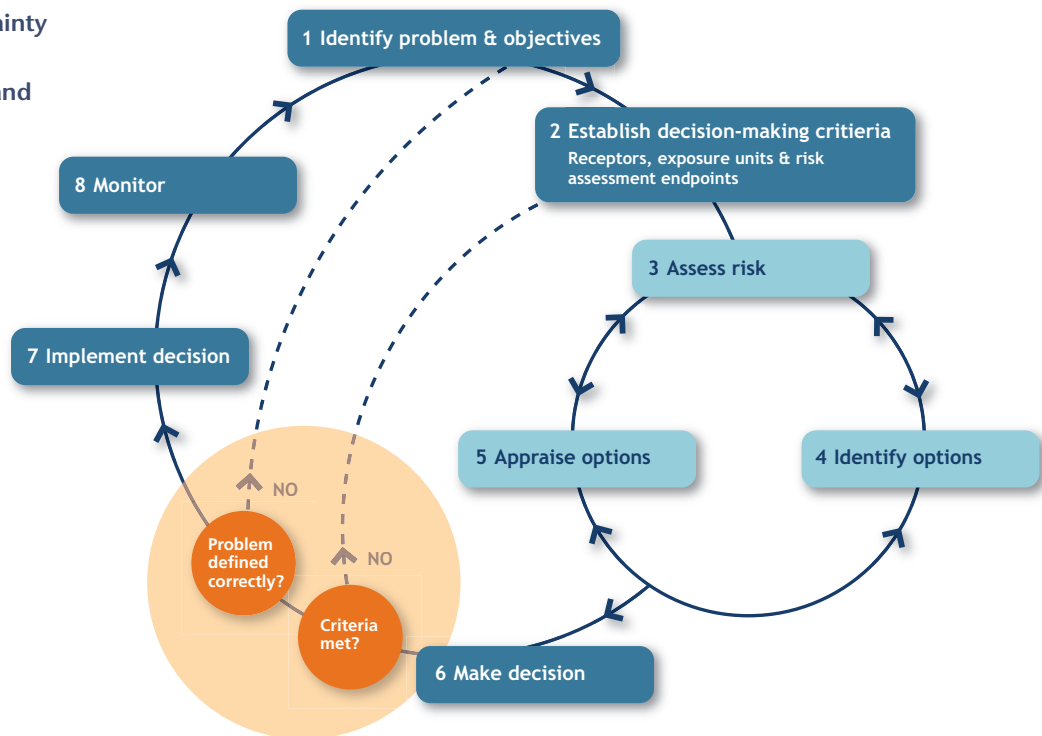 ainty
and
1 Identify problem & objectives
2 Establish decision-making critieria
Receptors, exposure units & risk
assessment endpoints
3 Assess risk
4 Identify options
5 Appraise options
6 Make decision
Criteria
met?
NO
Problem
defined
correctly?
NO
7 Implement decision
8 Monitor